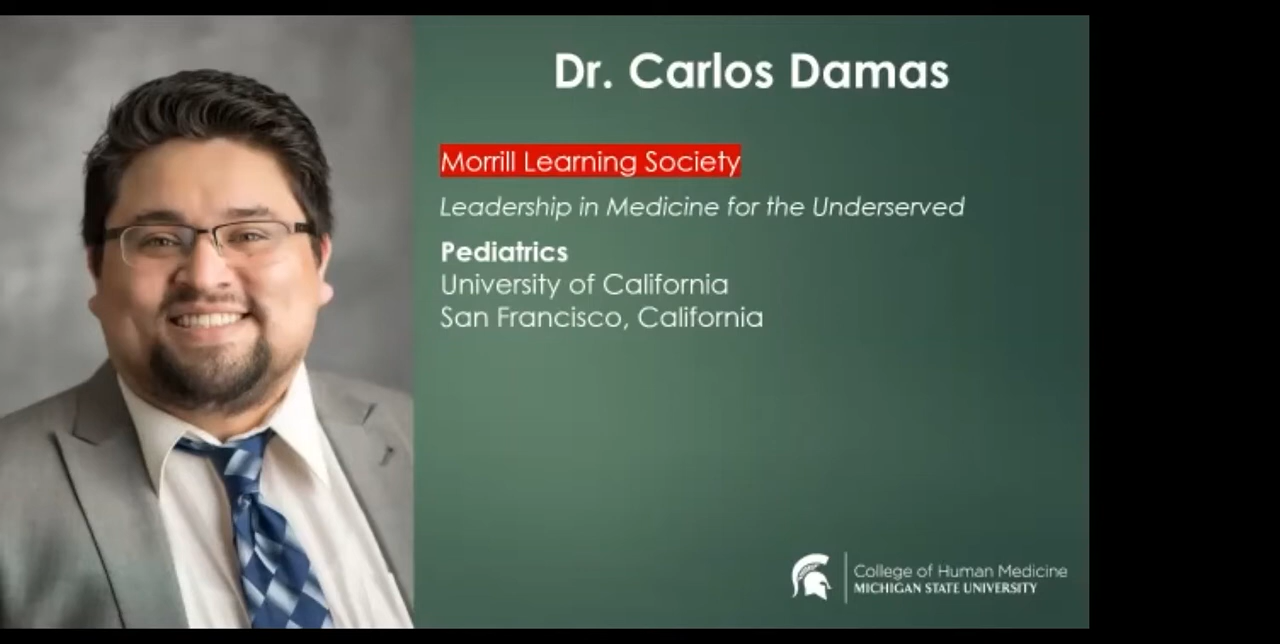 Dr. Carlos Damas
Morrill Learning Society
Leadership in Medicine for the Underserved
Pediatrics
University of California
San Francisco, California
College of Human Medicine
MICHIGAN STATE UNIVERSITY